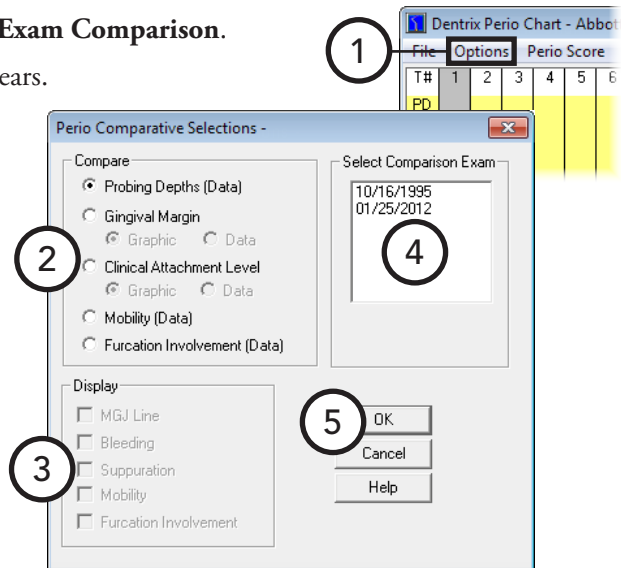 Exam Comparison.
ears.
1
Dentrix Perio Chart - Abbot
File Options Perio Score
T# 1 2 3 4 5 6
PD
Perio Comparative Selections -
Compare
Probing Depths (Data)
Gingival Margin
Graphic Data
2
Clinical Attachment Level
Graphic Data
Mobility (Data)
Furcation Involvement (Data)
Select Comparison Exam
10/16/1995
01/25/2012
4
Display
MGJ Line
Bleeding
3
Suppuration
Mobility
Furcation Involvement
5
OK
Cancel
Help